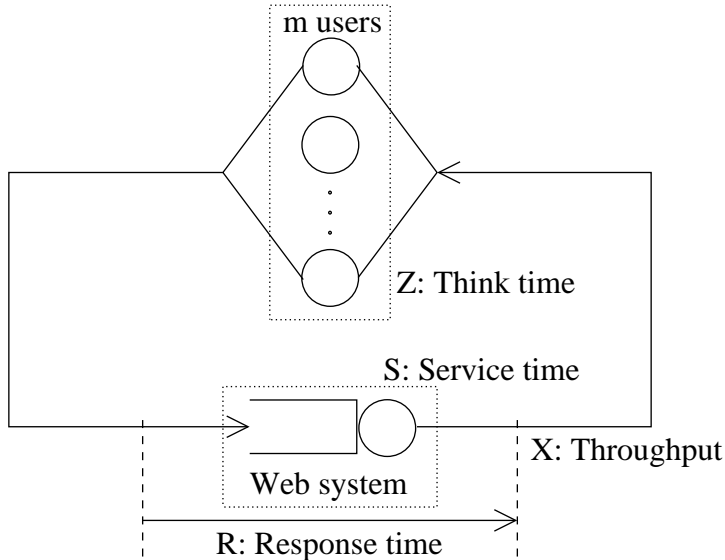 m users
Z: Think time
S: Service time
X: Throughput
Web system
R: Response time